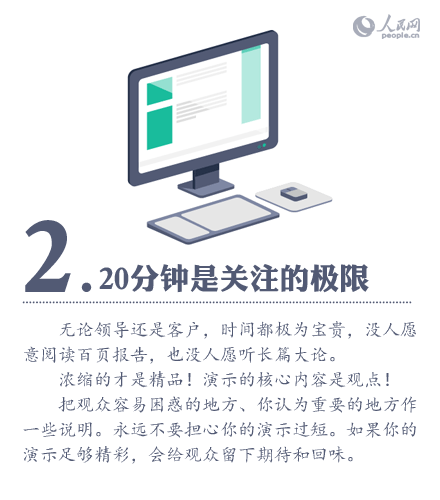 人民网
people.cn
2.20分钟是关注的极限
无论领导还是客户，时间都极为宝贵，没人愿
意阅读百页报告，也没人愿听长篇大论。
浓缩的才是精品！演示的核心内容是观点！
把观众容易困惑的地方、你认为重要的地方作
一些说明。永远不要担心你的演示过短。如果你的
演示足够精彩，会给观众留下期待和回味。